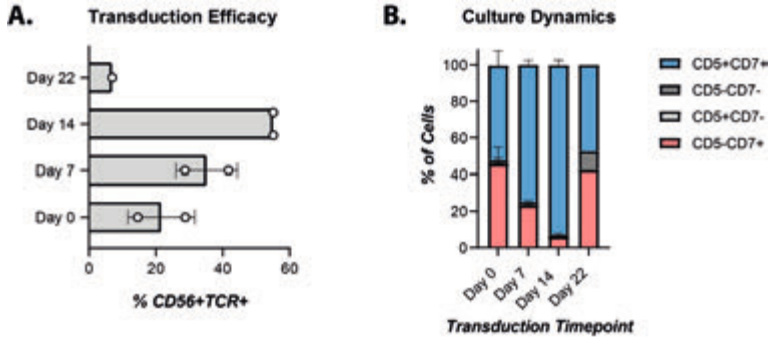 A.
Transduction Efficacy
Day 22
Day 14
Day 7
Day 0
0 20 40 60
% CD56+TCR+
B.
Culture Dynamics
% of Cells
100
80
60
40
20
0
Day 0 Day 7 Day 14 Day 22
Transduction Timepoint
CD5+CD7+
CD5-CD7-
CD5+CD7-
CD5-CD7+